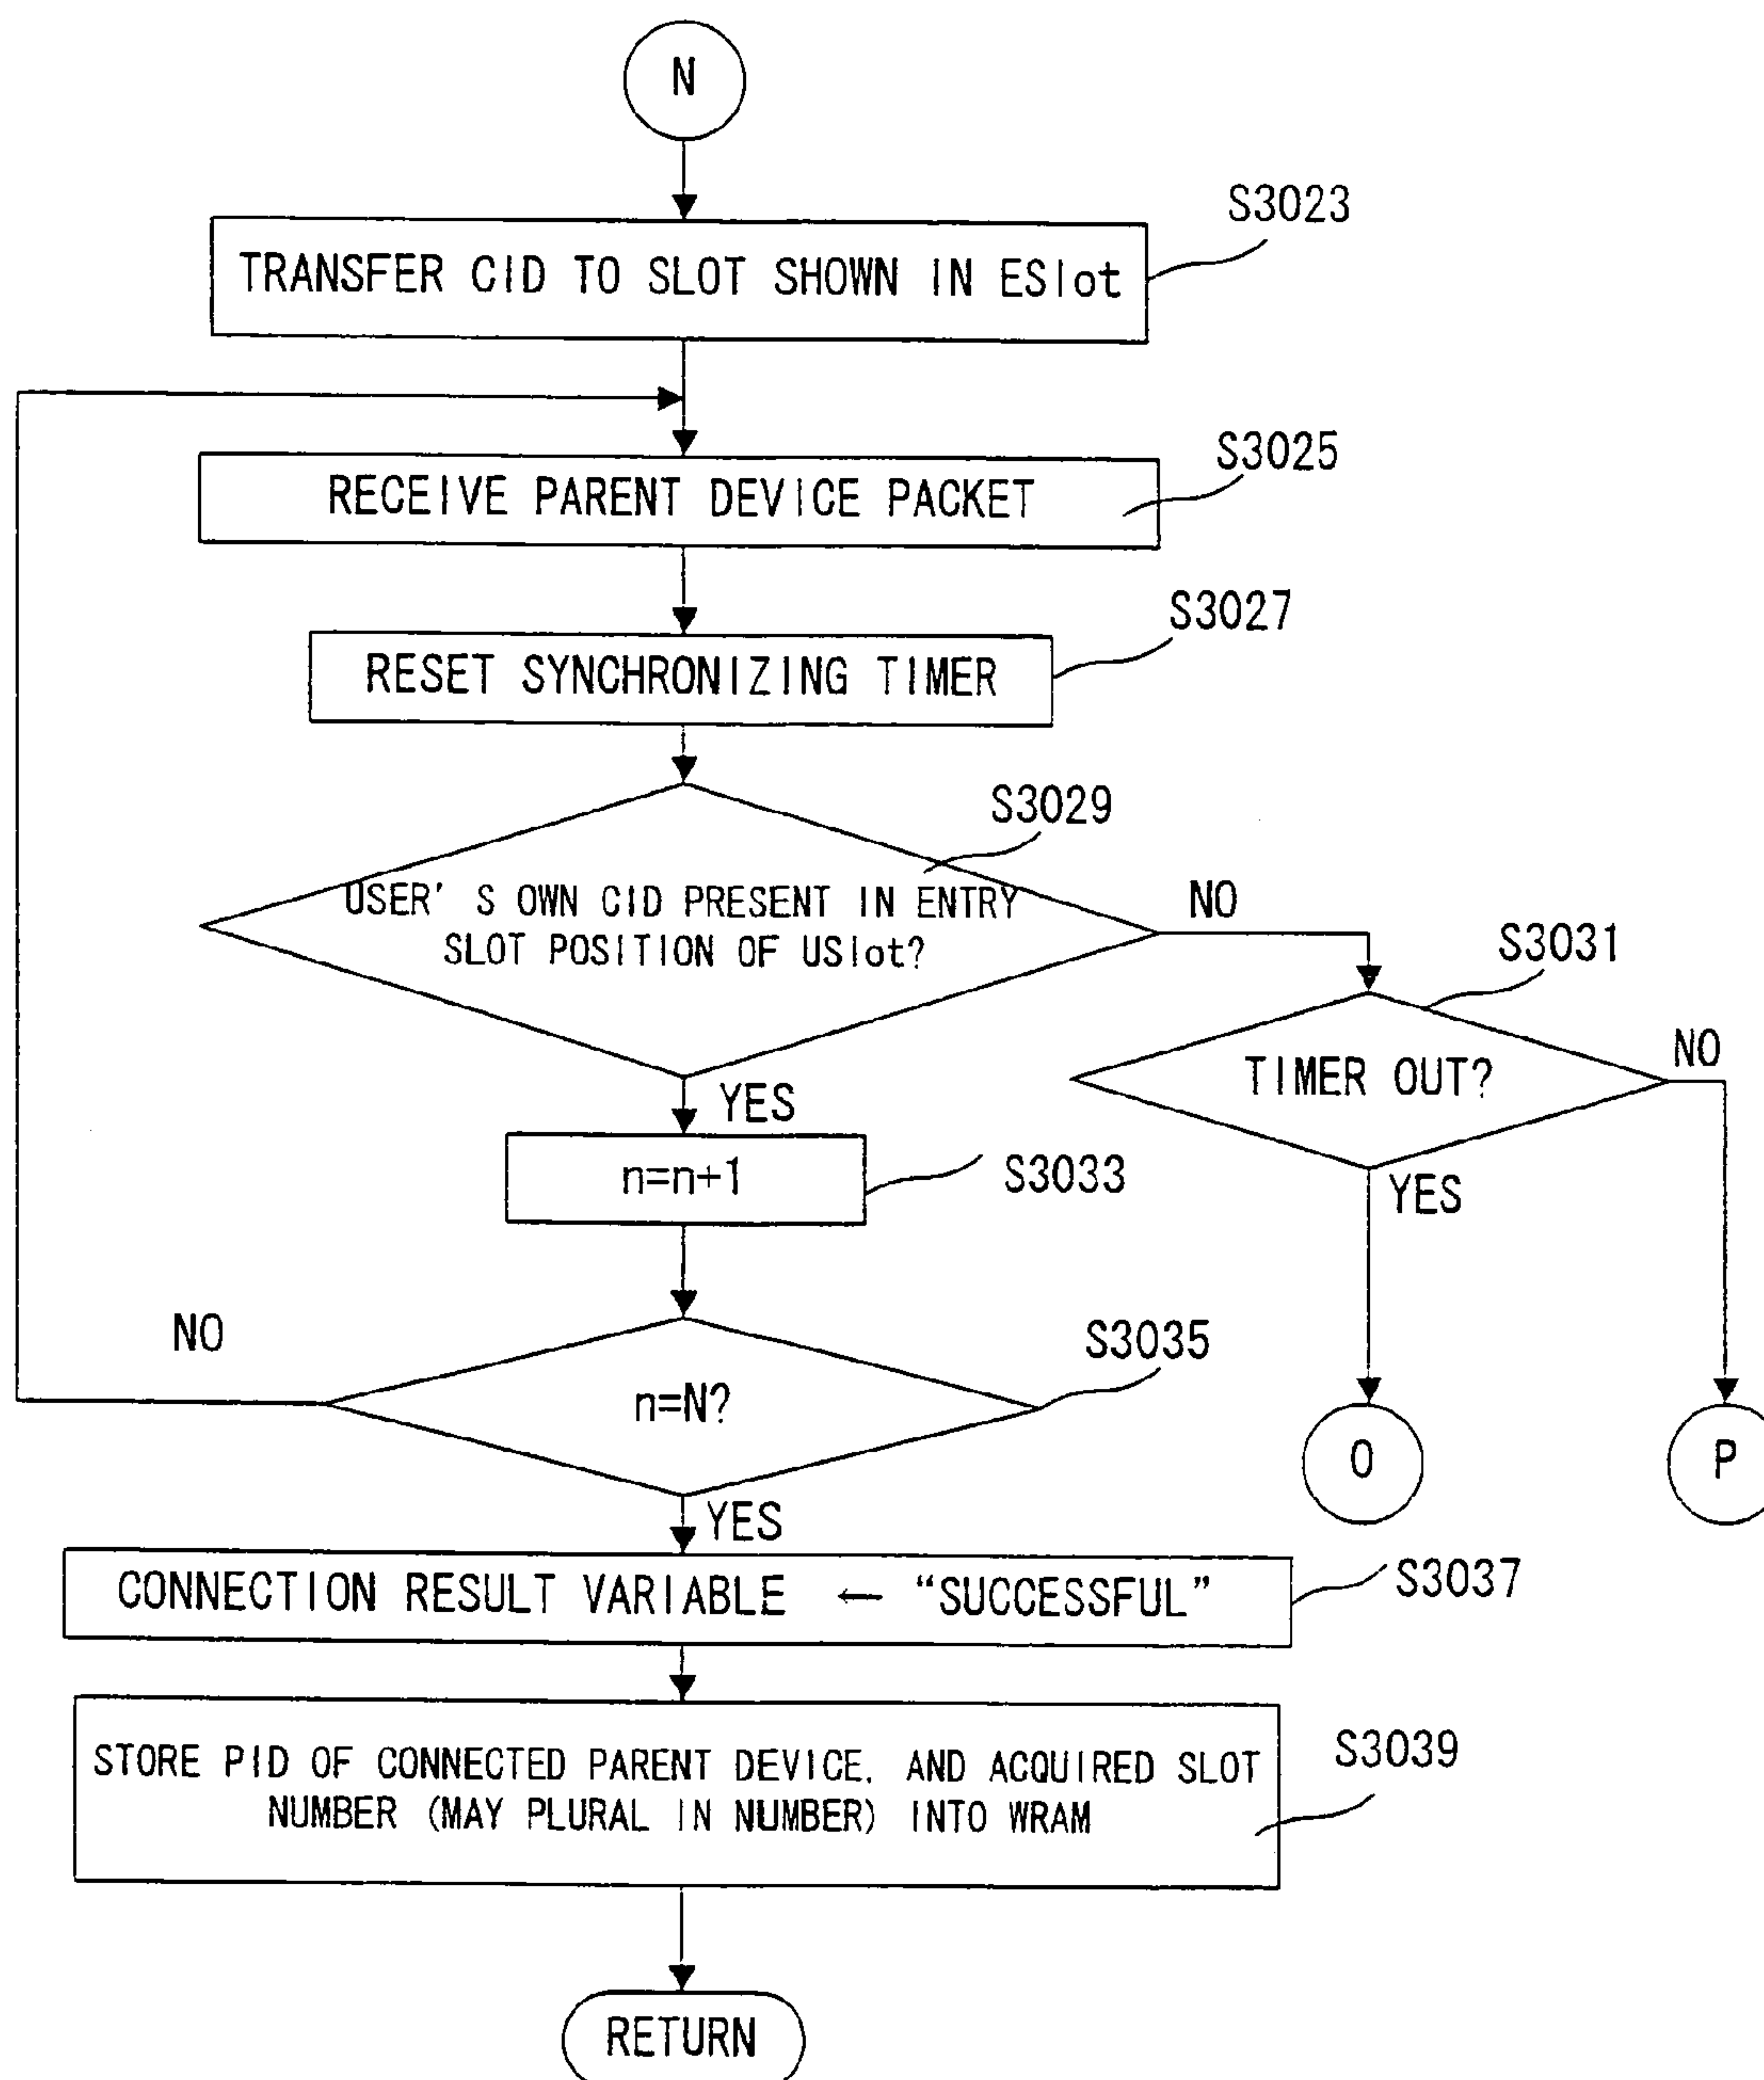 N
S3023
TRANSFER CID TO SLOT SHOWN IN ESlot
S3025
RECEIVE PARENT DEVICE PACKET
S3027
RESET SYNCHRONIZING TIMER
S3029
USER'S OWN CID PRESENT IN ENTRY
SLOT POSITION OF USlot?
NO
S3031
TIMER OUT?
NO
YES
YES
n=n+1
S3033
NO
S3035
n=N?
O
P
YES
CONNECTION RESULT VARIABLE ← “SUCCESSFUL”
S3037
STORE PID OF CONNECTED PARENT DEVICE, AND ACQUIRED SLOT
NUMBER (MAY PLURAL IN NUMBER) INTO WRAM
S3039
RETURN